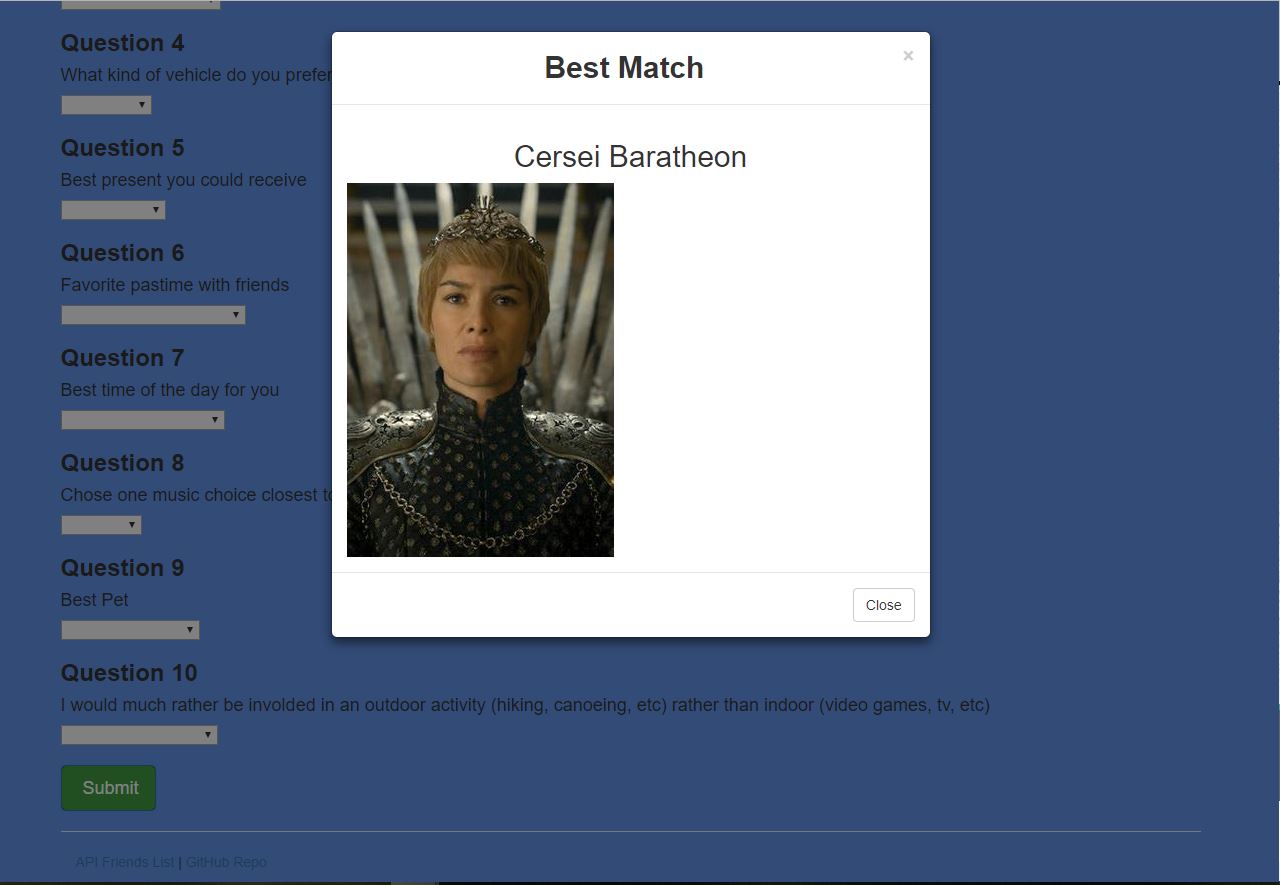 Question 4
What kind of vehicle do you prefer
Question 5
Best present you could receive
Question 6
Favorite pastime with friends
Question 7
Best time of the day for you
Question 8
Chose one music choice closest to
Question 9
Best Pet
Question 10
I would much rather be involded in an outdoor activity (hiking, canoeing, etc) rather than indoor (video games, tv, etc)
Submit
API Friends List | GitHub Repo
Best Match
×
Cersei Baratheon
Close